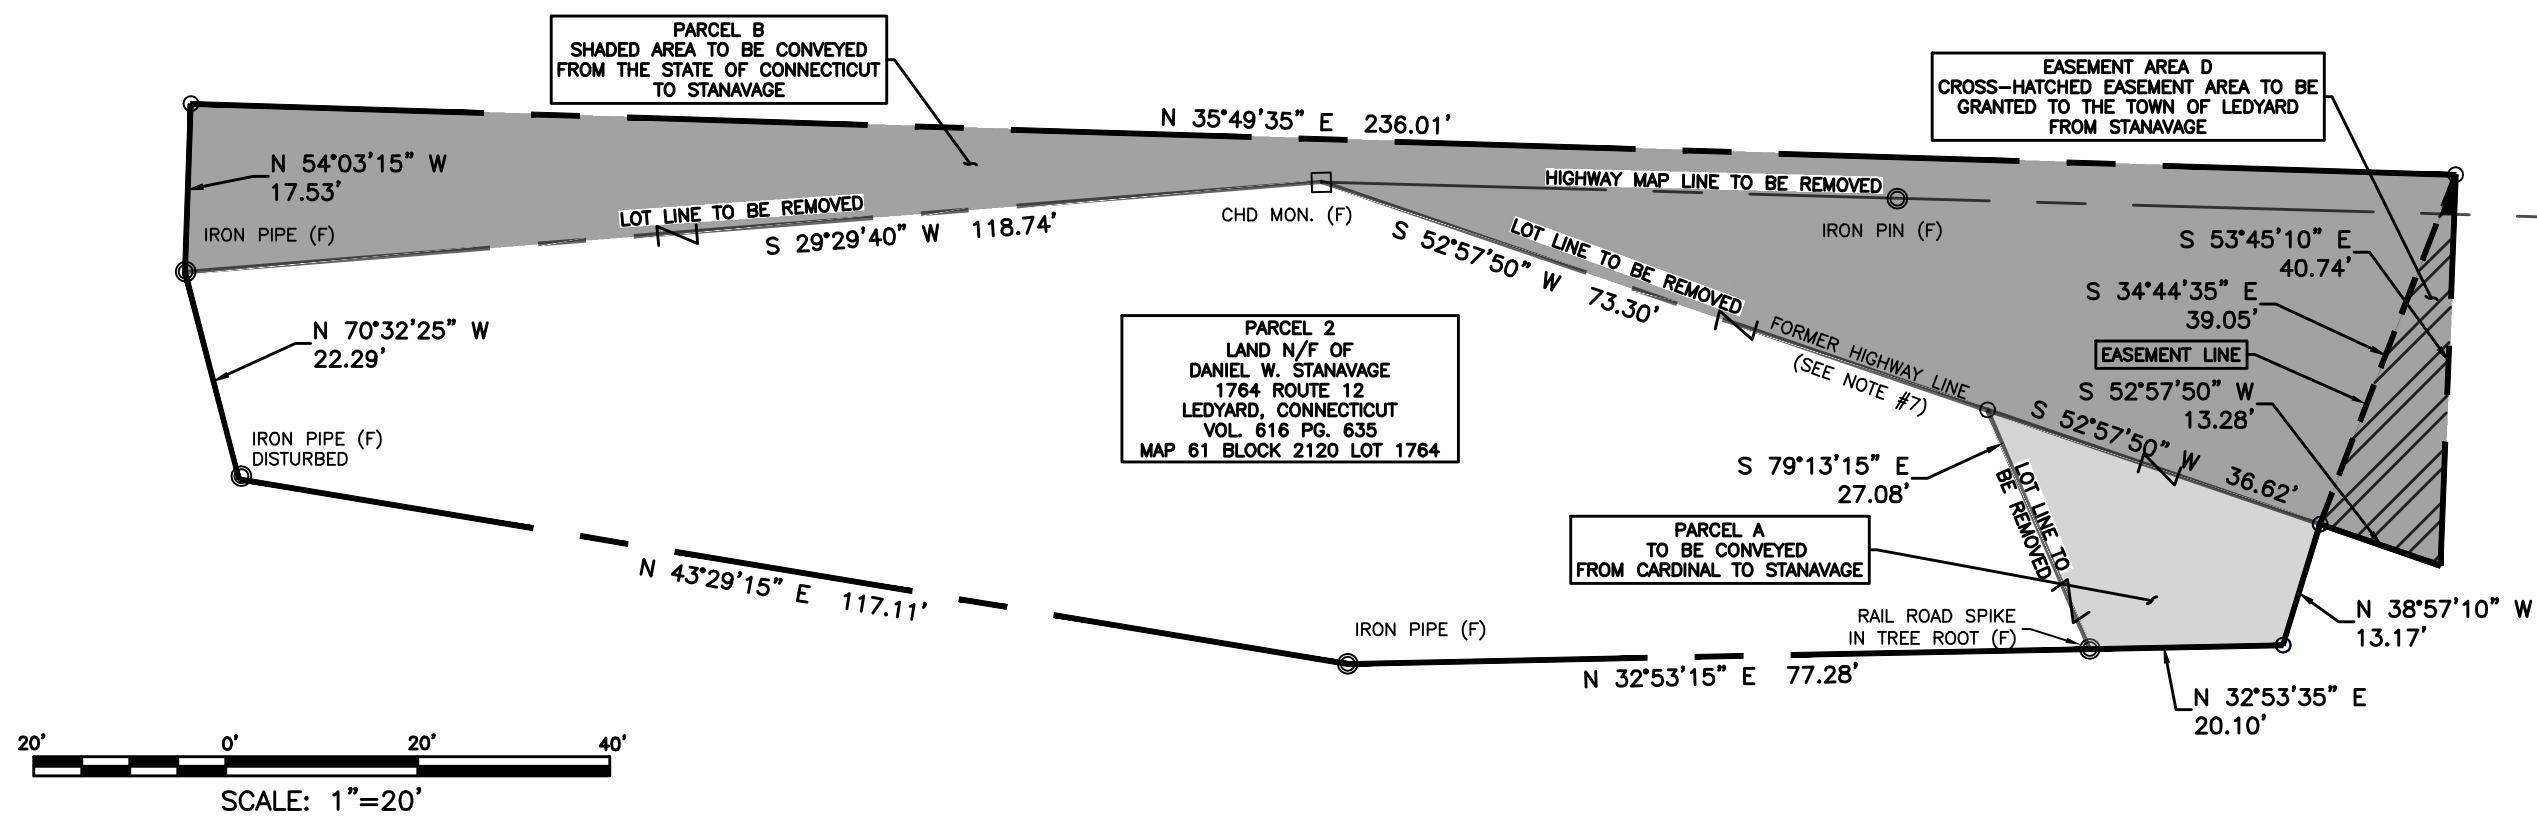 PARCEL B
SHADED AREA TO BE CONVEYED
FROM THE STATE OF CONNECTICUT
TO STANAVAGE
EASEMENT AREA D
CROSS-HATCHED EASEMENT AREA TO BE
GRANTED TO THE TOWN OF LEDYARD
FROM STANAVAGE
N 35°49'35" E 236.01'
N 54°03'15" W
17.53'
HIGHWAY MAP LINE TO BE REMOVED
LOT LINE TO BE REMOVED
S 29°29'40" W 118.74'
IRON PIPE (F)
CHD MON. (F)
IRON PIN (F)
LOT LINE TO BE REMOVED
S 52°57'50" W 73.30'
S 53°45'10" E
40.74'
S 34°44'35" E
39.05'
EASEMENT LINE
S 52°57'50" W
13.28'
N 70°32'25" W
22.29'
PARCEL 2
LAND N/F OF
DANIEL W. STANAVAGE
1764 ROUTE 12
LEDYARD, CONNECTICUT
VOL. 616 PG. 635
MAP 61 BLOCK 2120 LOT 1764
FORMER HIGHWAY LINE
(SEE NOTE #7)
S 52°57'50" W 36.62'
IRON PIPE (F)
DISTURBED
S 79°13'15" E
27.08'
LOT LINE TO
BE REMOVED
PARCEL A
TO BE CONVEYED
FROM CARDINAL TO STANAVAGE
N 43°29'15" E 117.11'
IRON PIPE (F)
RAIL ROAD SPIKE
IN TREE ROOT (F)
N 38°57'10" W
13.17'
N 32°53'15" E 77.28'
N 32°53'35" E
20.10'
20' 0' 20' 40'
SCALE: 1"=20'